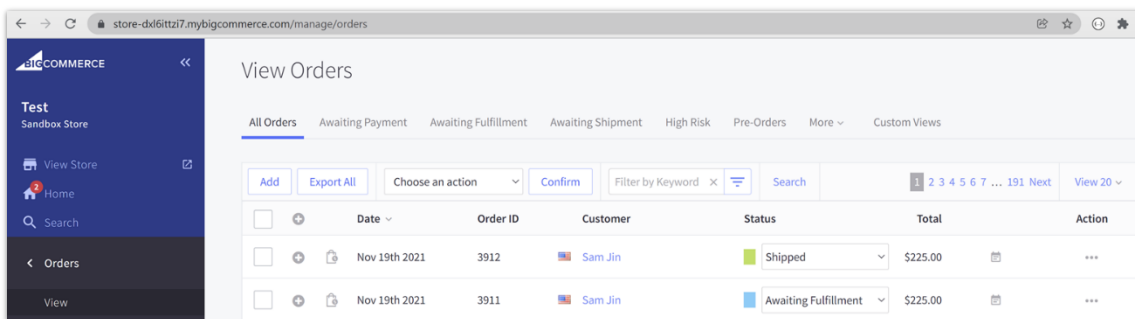 store-dxl6ittzi7.mybigcommerce.com/manage/orders
BIGCOMMERCE
Test
Sandbox Store
View Store
2
Home
Search
Orders
View
View Orders
All Orders Awaiting Payment Awaiting Fulfillment Awaiting Shipment High Risk Pre-Orders More Custom Views
Add Export All Choose an action Confirm Filter by Keyword Search 1 2 3 4 5 6 7 ... 191 Next View 20
Date Order ID Customer Status Total Action
Nov 19th 2021 3912 Sam Jin Shipped $225.00
Nov 19th 2021 3911 Sam Jin Awaiting Fulfillment $225.00